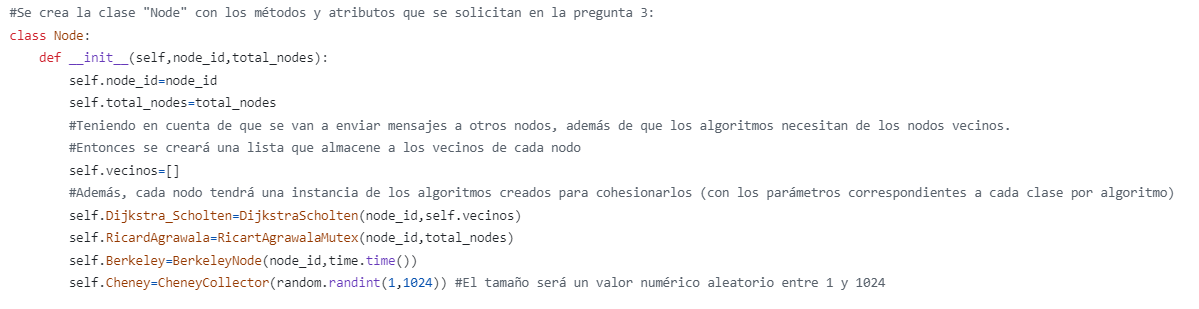 #Se crea la clase "Node" con los métodos y atributos que se solicitan en la pregunta 3:
class Node:
    def __init__(self,node_id,total_nodes):
        self.node_id=node_id
        self.total_nodes=total_nodes
        #Teniendo en cuenta de que se van a enviar mensajes a otros nodos, además de que los algoritmos necesitan de los nodos vecinos.
        #Entonces se creará una lista que almacene a los vecinos de cada nodo
        self.vecinos=[]
        #Además, cada nodo tendrá una instancia de los algoritmos creados para cohesionarlos (con los parámetros correspondientes a cada clase por algoritmo)
        self.Dijkstra_Scholten=DijkstraScholten(node_id,self.vecinos)
        self.RicardAgrawala=RicartAgrawalaMutex(node_id,total_nodes)
        self.Berkeley=BerkeleyNode(node_id,time.time())
        self.Cheney=CheneyCollector(random.randint(1,1024)) #El tamaño será un valor numérico aleatorio entre 1 y 1024